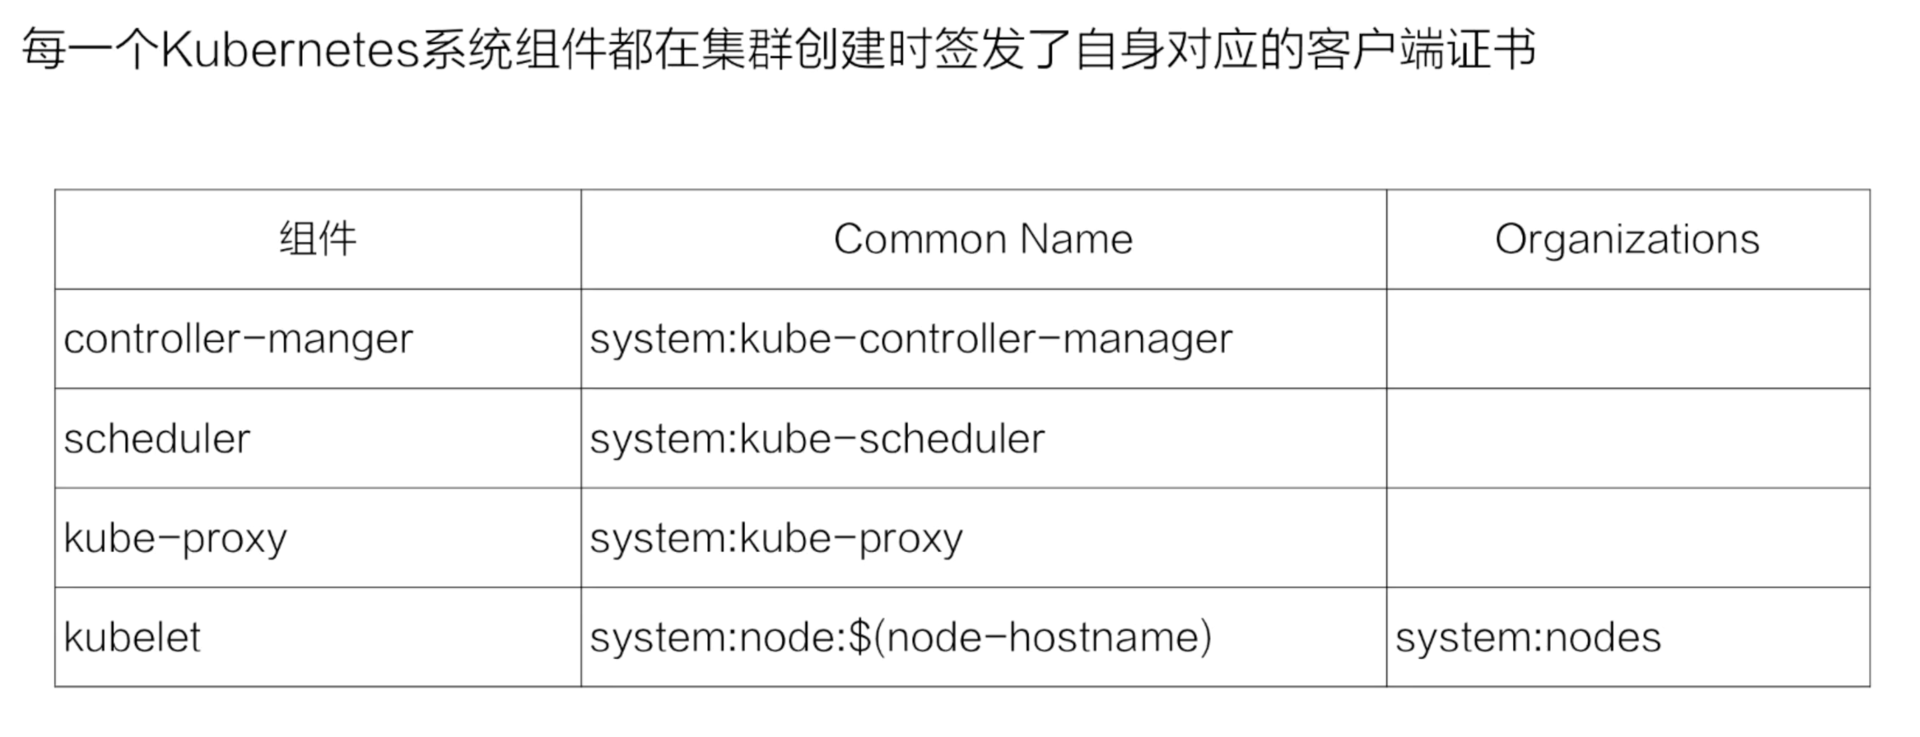 每一个Kubernetes系统组件都在集群创建时签发了自身对应的客户端证书
组件 Common Name Organizations
controller-manger system:kube-controller-manager
scheduler system:kube-scheduler
kube-proxy system:kube-proxy
kubelet system:node:$(node-hostname) system:nodes